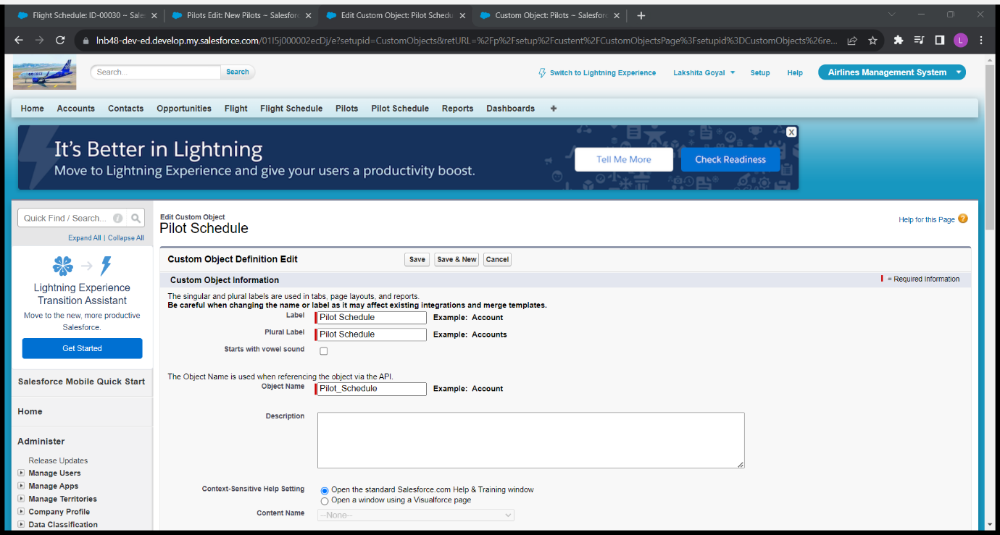 Flight Schedule: ID-00030 ~ Sale
Pilots Edit: New Pilots ~ Salesforc
Edit Custom Object: Pilot Schedu
Custom Object: Pilots ~ Salesforc
lnb48-dev-ed.develop.my.salesforce.com/01I5j000002ecDj/e?setupid=CustomObjects&retURL=%2Fp%2Fsetup%2Fcustent%2FCustomObjectsPage%3Fsetupid%3DCustomObjects%26re...
L
Search...
Search
Switch to Lightning Experience
Lakshita Goyal
Setup
Help
Airlines Management System
Home Accounts Contacts Opportunities Flight Flight Schedule Pilots Pilot Schedule Reports Dashboards +
It's Better in Lightning
Move to Lightning Experience and give your users a productivity boost.
Tell Me More
Check Readiness
X
Quick Find / Search...
Expand All | Collapse All
Lightning Experience
Transition Assistant
Move to the new, more productive
Salesforce.
Get Started
Salesforce Mobile Quick Start
Home
Administer
Release Updates
Manage Users
Manage Apps
Manage Territories
Company Profile
Data Classification
Edit Custom Object
Pilot Schedule
Help for this Page ?
Custom Object Definition Edit
Save
Save & New
Cancel
Custom Object Information
= Required Information
The singular and plural labels are used in tabs, page layouts, and reports.
Be careful when changing the name or label as it may affect existing integrations and merge templates.
Label Pilot Schedule Example: Account
Plural Label Pilot Schedule Example: Accounts
Starts with vowel sound
The Object Name is used when referencing the object via the API.
Object Name Pilot_Schedule Example: Account
Description
Context-Sensitive Help Setting Open the standard Salesforce.com Help & Training window
Open a window using a Visualforce page
Content Name --None--